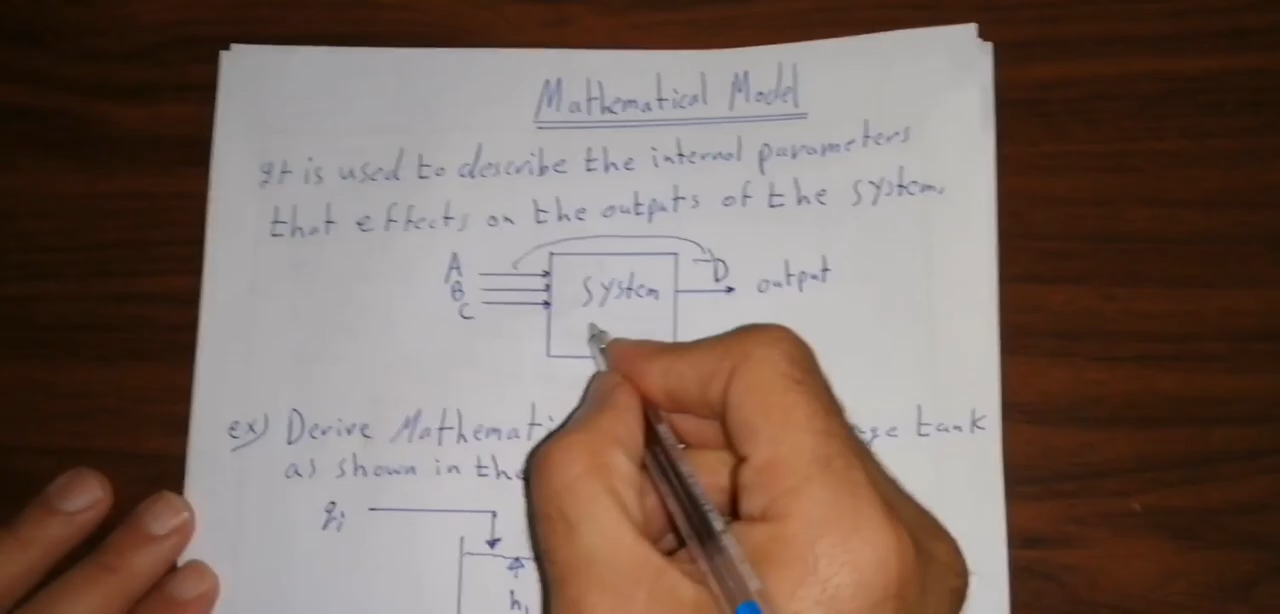 Mathematical Model
It is used to describe the internal parameters
that effects on the outputs of the system.
A
B
C
system
D
output
ex) Derive Mathemati tank
as shown in the
qi
h1